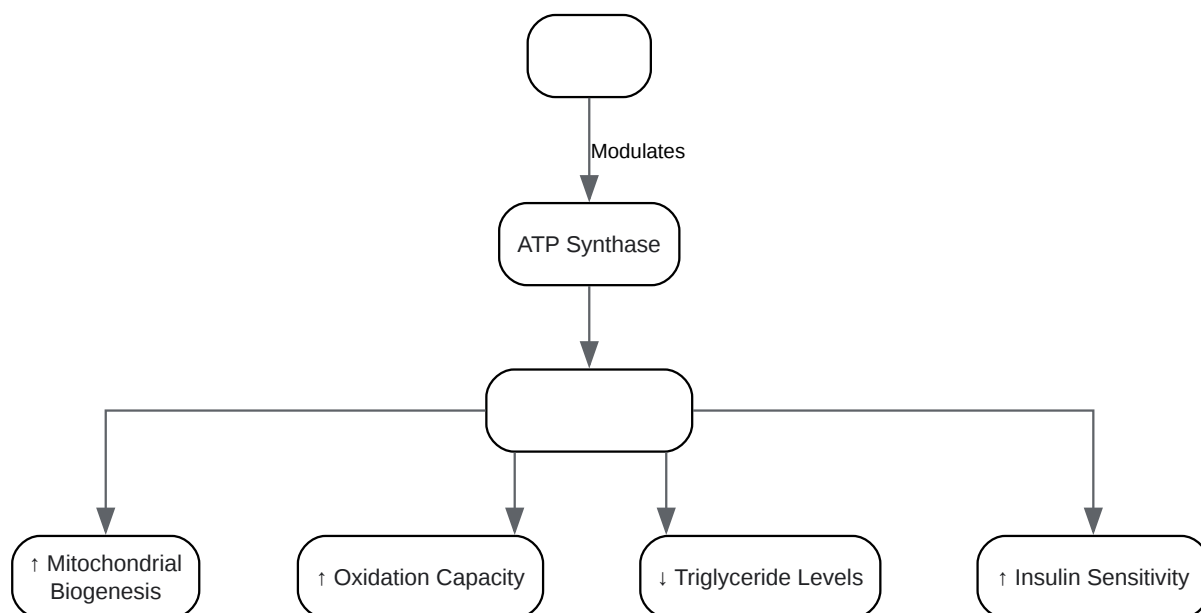 Modulates
ATP Synthase
↑ Mitochondrial
Biogenesis
↑ Oxidation Capacity
↓ Triglyceride Levels
↑ Insulin Sensitivity